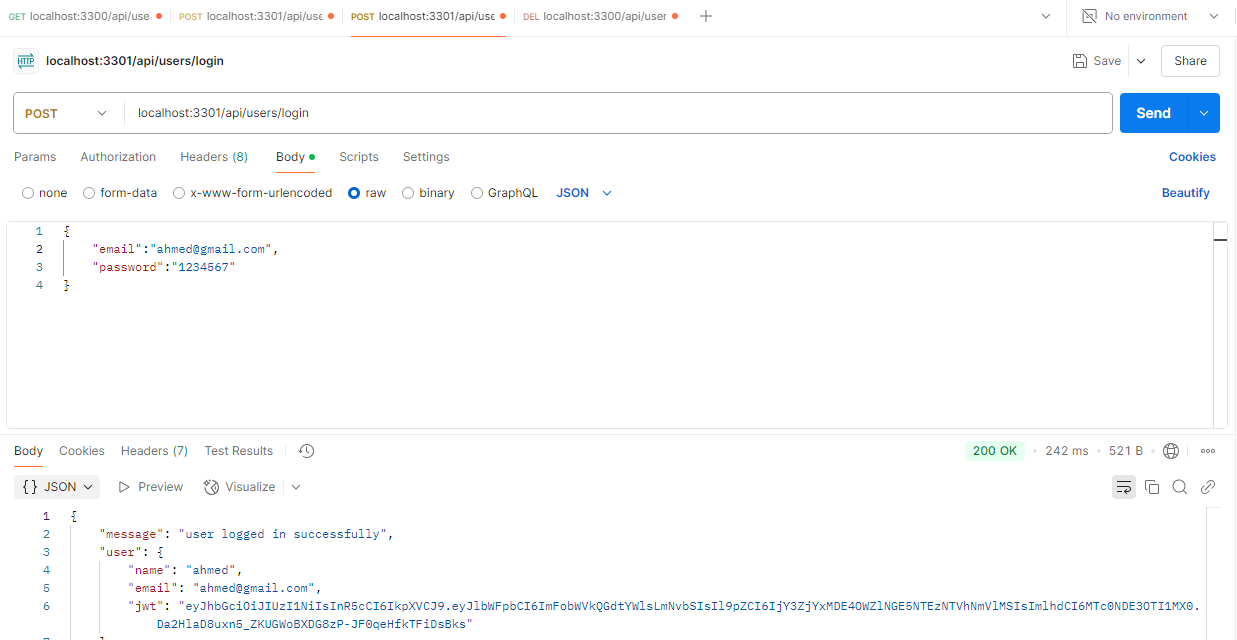 GET localhost:3300/api/use
POST localhost:3301/api/use
POST localhost:3301/api/use
DEL localhost:3300/api/user
No environment
HTTP localhost:3301/api/users/login
Save
Share
POST
localhost:3301/api/users/login
Send
Params
Authorization
Headers (8)
Body
Scripts
Settings
Cookies
none
form-data
x-www-form-urlencoded
raw
binary
GraphQL
JSON
Beautify
1 {
2 "email":"ahmed@gmail.com",
3 "password":"1234567"
4 }
Body
Cookies
Headers (7)
Test Results
200 OK
242 ms
521 B
{} JSON
Preview
Visualize
1 {
2 "message": "user logged in successfully",
3 "user": {
4 "name": "ahmed",
5 "email": "ahmed@gmail.com",
6 "jwt": "eyJhbGciOiJIUzI1NiIsInR5cCI6IkpXVCJ9.eyJlbWFpbCI6ImFobWVkQGdtYWlsLmNvbSIsIl9pZCI6IjY3ZjYxMDE4OWZlNGE5NTEzNTVhNmVlMSIsImlhdCI6MTc0NDE3OTI1MX0.
Da2HlaD8uxn5_ZKUGWoBXDG8zP-JF0qeHfkTFiDsBks"